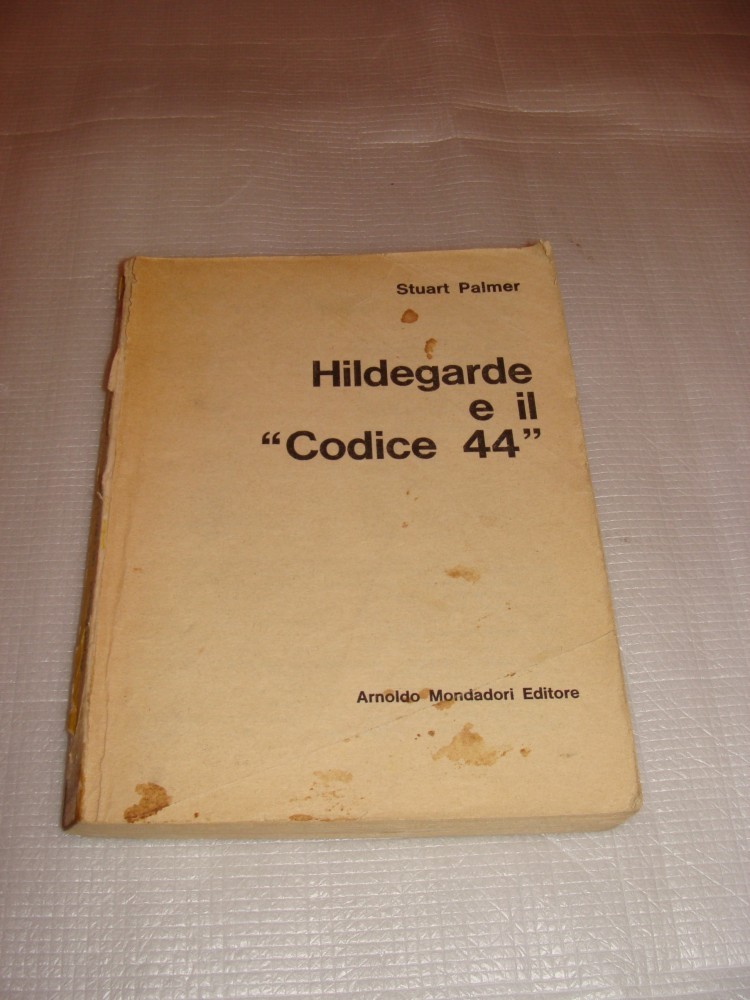 Stuart Palmer
Hildegarde
e il
“Codice 44”
Arnoldo Mondadori Editore